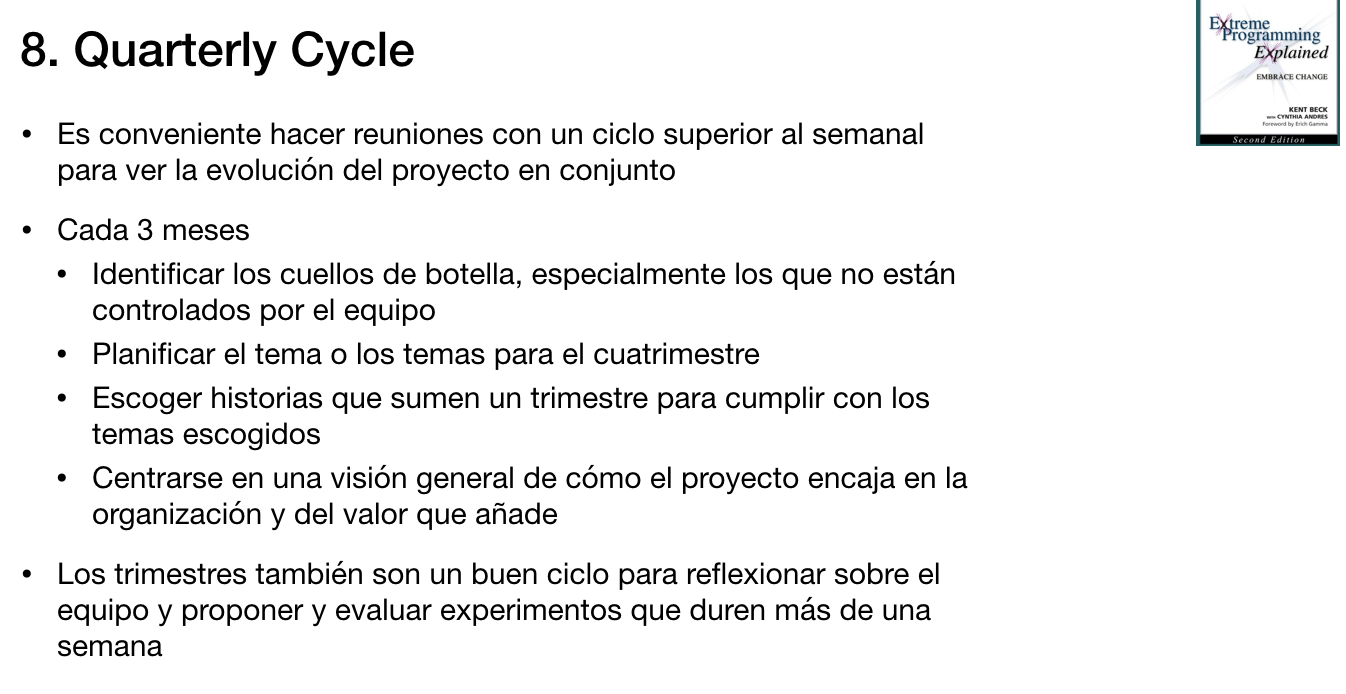 8. Quarterly Cycle
Extreme
Programming
Explained
EMBRACE CHANGE
KENT BECK
WITH CYNTHIA ANDRES
Foreword by Erich Gamma
Second Edition
• Es conveniente hacer reuniones con un ciclo superior al semanal
para ver la evolución del proyecto en conjunto
• Cada 3 meses
• Identificar los cuellos de botella, especialmente los que no están
controlados por el equipo
• Planificar el tema o los temas para el cuatrimestre
• Escoger historias que sumen un trimestre para cumplir con los
temas escogidos
• Centrarse en una visión general de cómo el proyecto encaja en la
organización y del valor que añade
• Los trimestres también son un buen ciclo para reflexionar sobre el
equipo y proponer y evaluar experimentos que duren más de una
semana